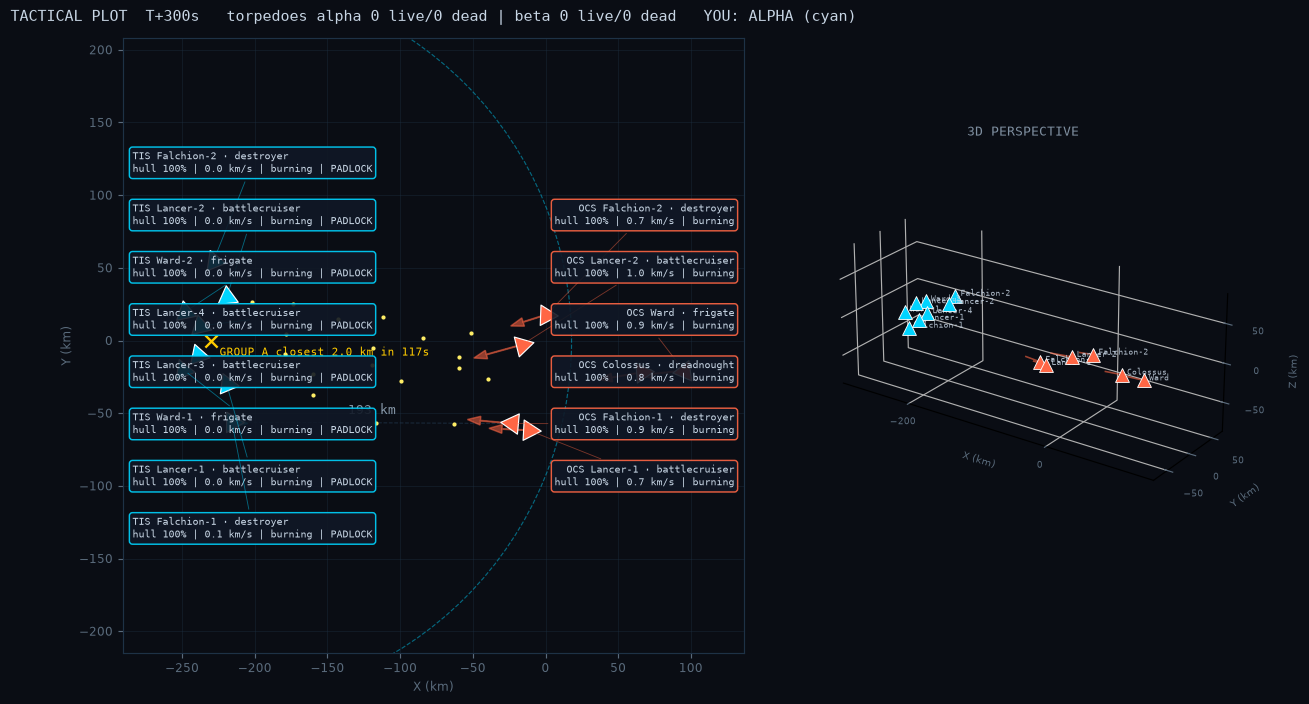 TACTICAL PLOT  T+300s   torpedoes alpha 0 live/0 dead | beta 0 live/0 dead   YOU: ALPHA (cyan)
3D PERSPECTIVE
TIS Falchion-2 · destroyer
hull 100% | 0.0 km/s | burning | PADLOCK
TIS Lancer-2 · battlecruiser
hull 100% | 0.0 km/s | burning | PADLOCK
TIS Ward-2 · frigate
hull 100% | 0.0 km/s | burning | PADLOCK
TIS Lancer-4 · battlecruiser
hull 100% | 0.0 km/s | burning | PADLOCK
GROUP A closest 2.0 km in 117s
TIS Lancer-3 · battlecruiser
hull 100% | 0.0 km/s | burning | PADLOCK
TIS Ward-1 · frigate
hull 100% | 0.0 km/s | burning | PADLOCK
TIS Lancer-1 · battlecruiser
hull 100% | 0.0 km/s | burning | PADLOCK
TIS Falchion-1 · destroyer
hull 100% | 0.1 km/s | burning | PADLOCK
OCS Falchion-2 · destroyer
hull 100% | 0.7 km/s | burning
OCS Lancer-2 · battlecruiser
hull 100% | 1.0 km/s | burning
OCS Ward · frigate
hull 100% | 0.9 km/s | burning
OCS Colossus · dreadnought
hull 100% | 0.8 km/s | burning
OCS Falchion-1 · destroyer
hull 100% | 0.9 km/s | burning
OCS Lancer-1 · battlecruiser
hull 100% | 0.7 km/s | burning
km
200
150
100
50
0
−50
−100
−150
−200
Y (km)
−250
−200
−150
−100
−50
0
50
100
X (km)
Falchion-2
Falchion-2
Colossus
Ward
−200
0
X (km)
−50
0
50
Y (km)
50
0
−50
Z (km)